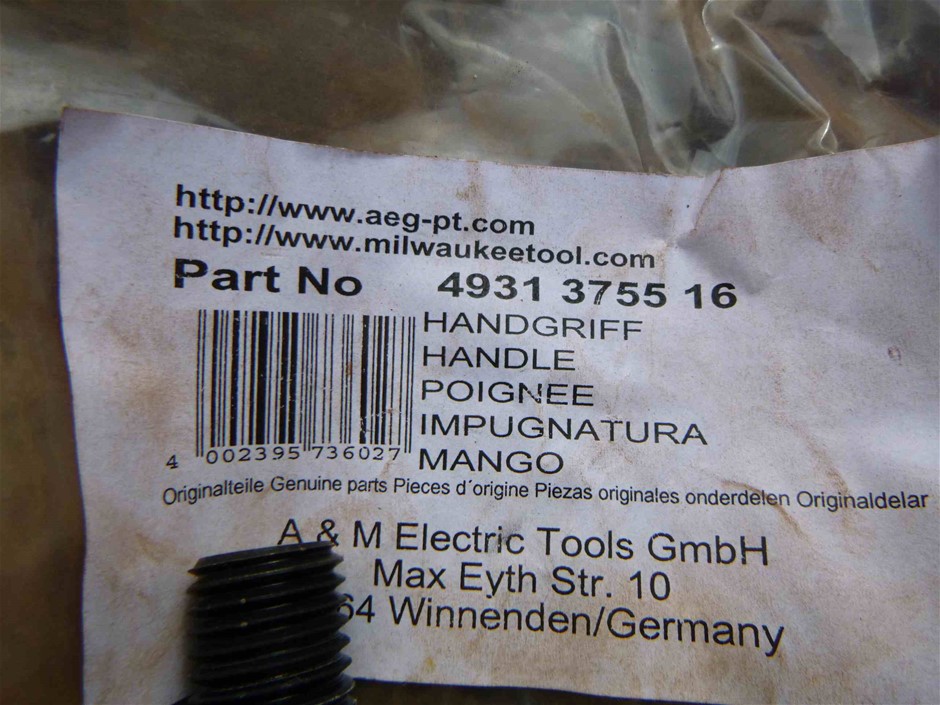 http://www.aeg-pt.com
http://www.milwaukeetool.com
Part No 4931 3755 16
HANDGRIFF
HANDLE
POIGNEE
IMPUGNATURA
MANGO
4 002395 736027
Originalteile Genuine parts Pieces d´origine Piezas originales onderdelen Originaldelar
A & M Electric Tools GmbH
Max Eyth Str. 10
64 Winnenden/Germany